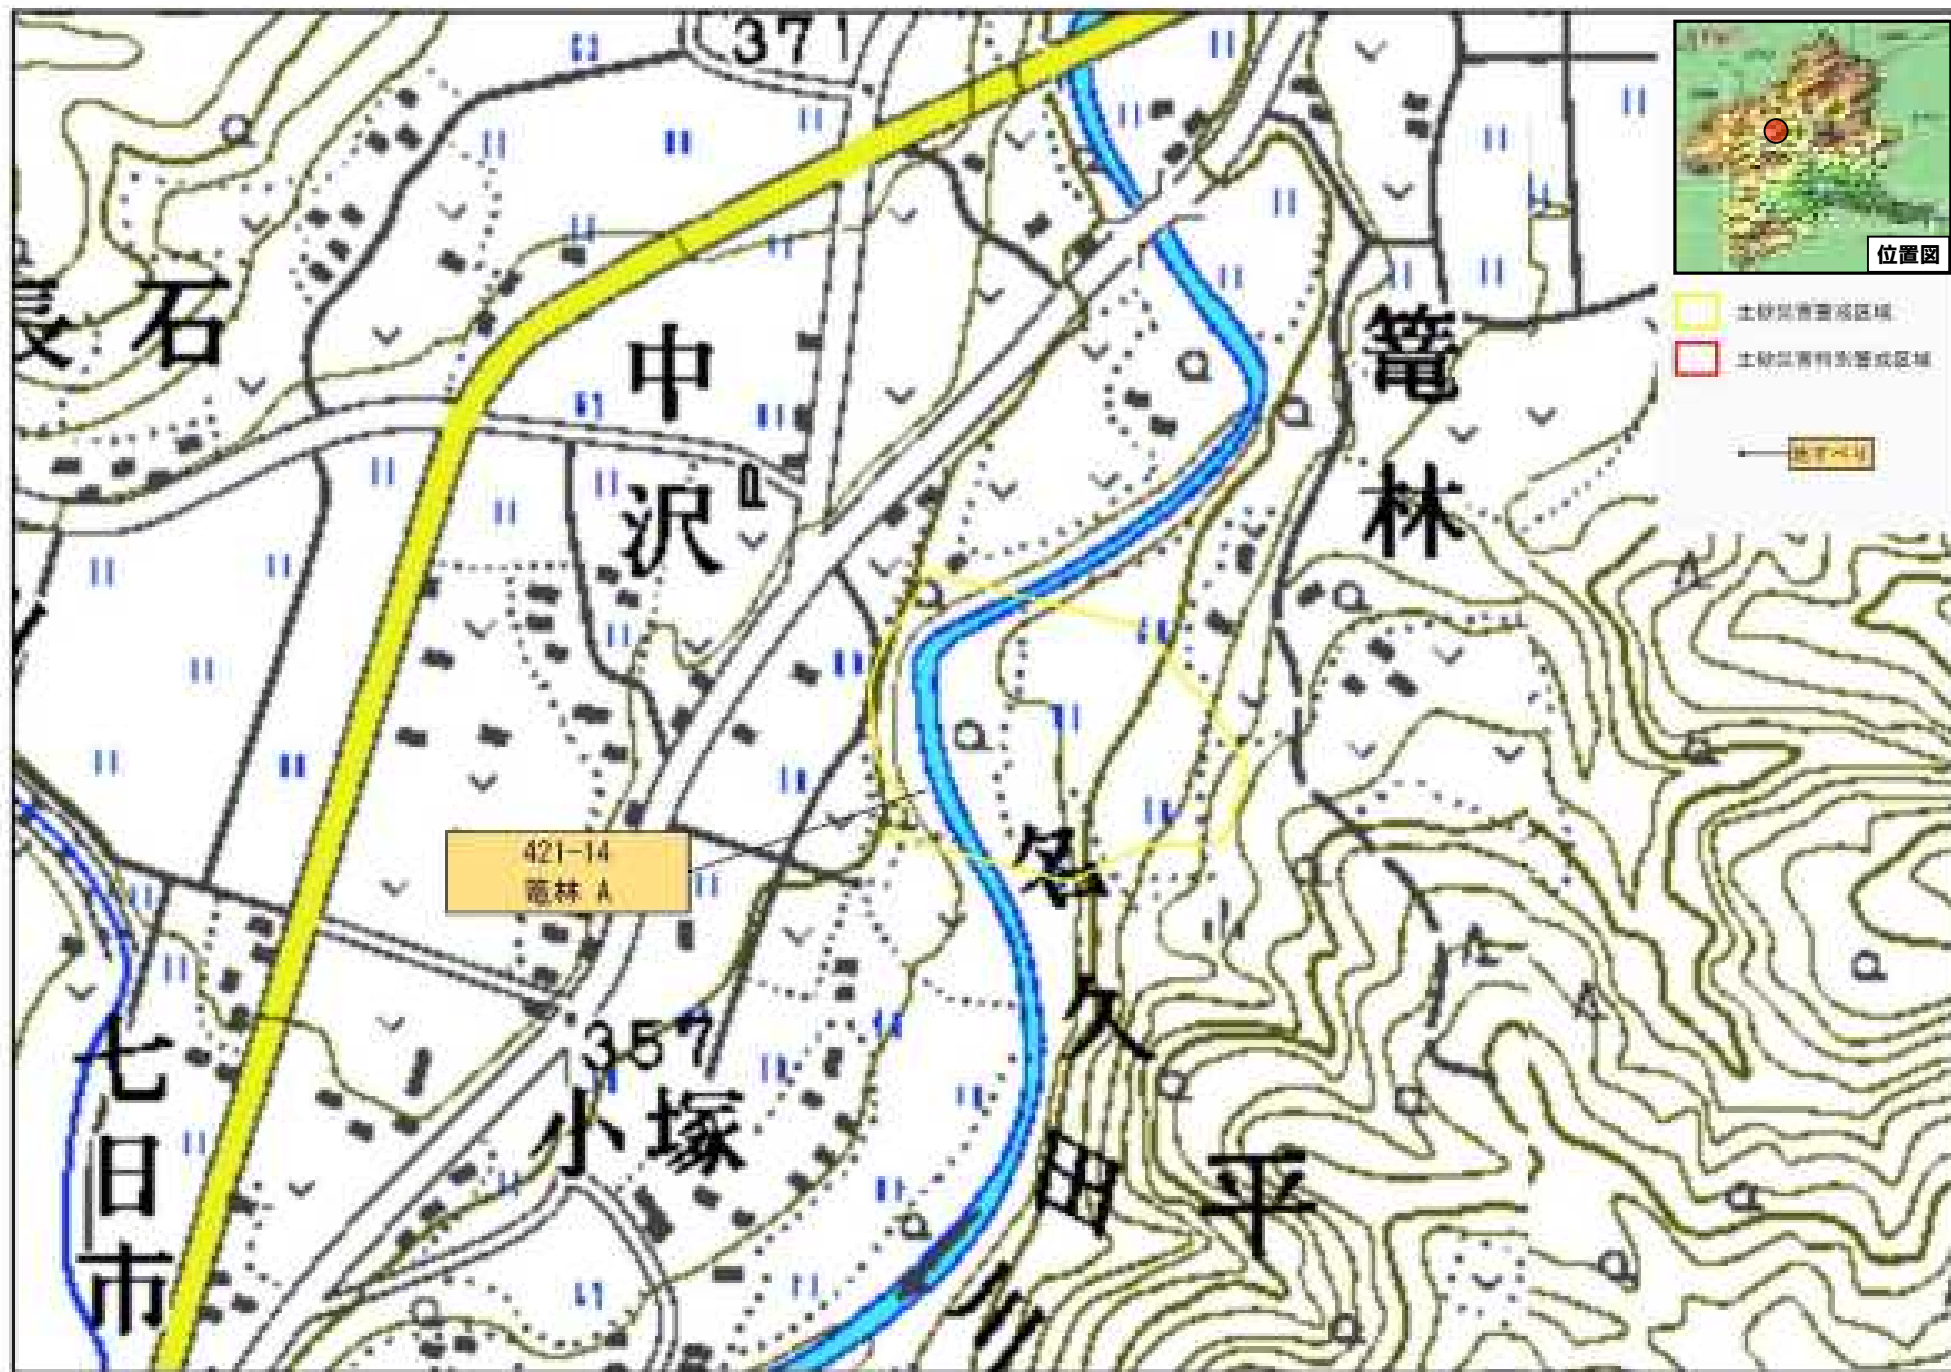 371
位置図
土砂災害警戒区域
土砂災害特別警戒区域
地すべり
長石
中沢
篭林
421-14
篭林 A
名久田川
357
小塚
平
七日市